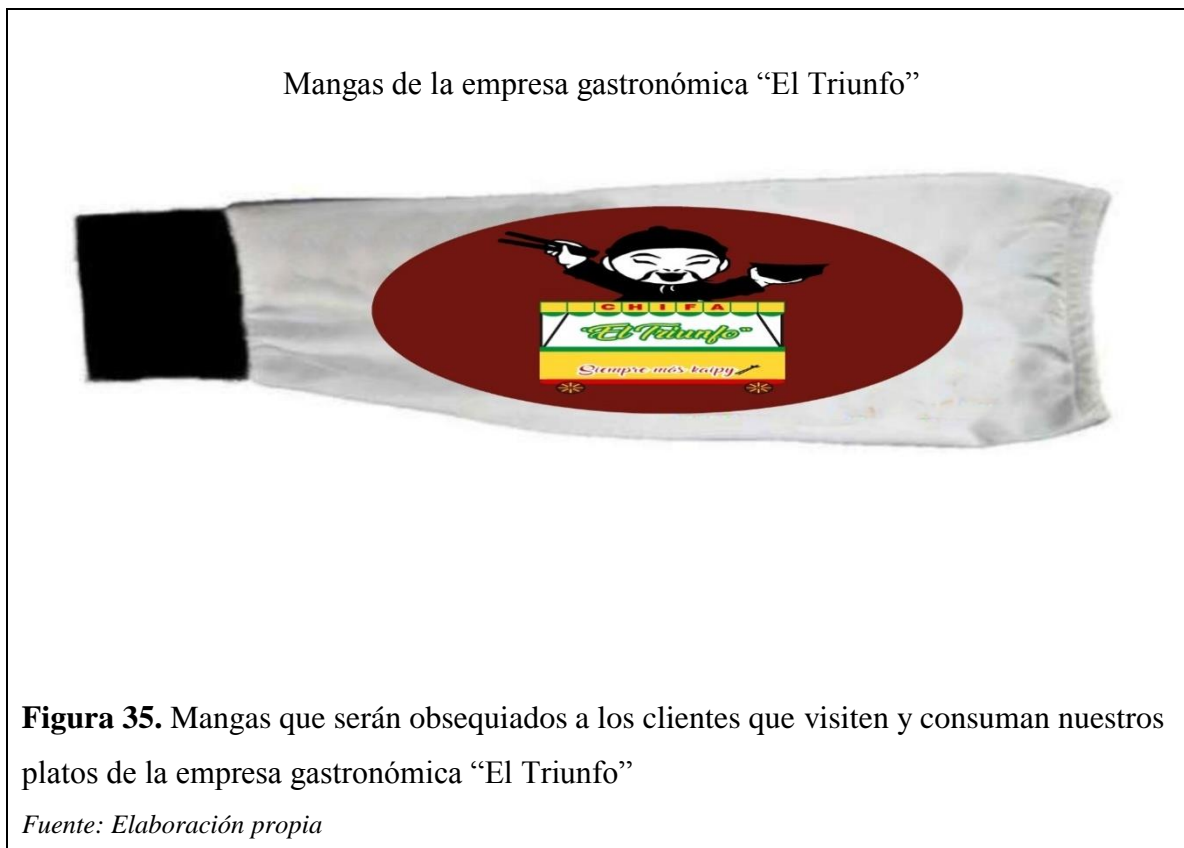 Mangas de la empresa gastronómica “El Triunfo”
CHIFA
“El Triunfo”
Siempre más kaipy
Figura 35. Mangas que serán obsequiados a los clientes que visiten y consuman nuestros
platos de la empresa gastronómica “El Triunfo”
Fuente: Elaboración propia